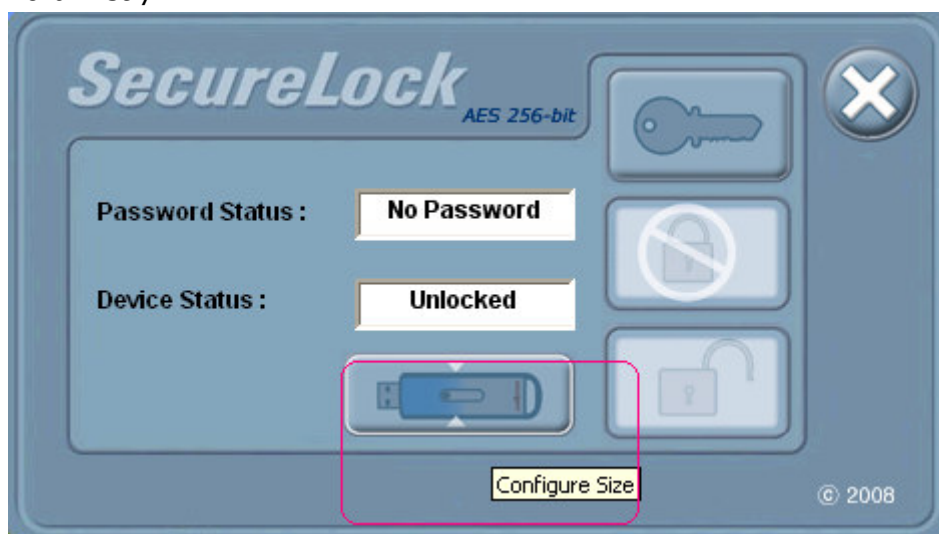 SecureLock
AES 256-bit
Password Status :
No Password
Device Status :
Unlocked
Configure Size
© 2008